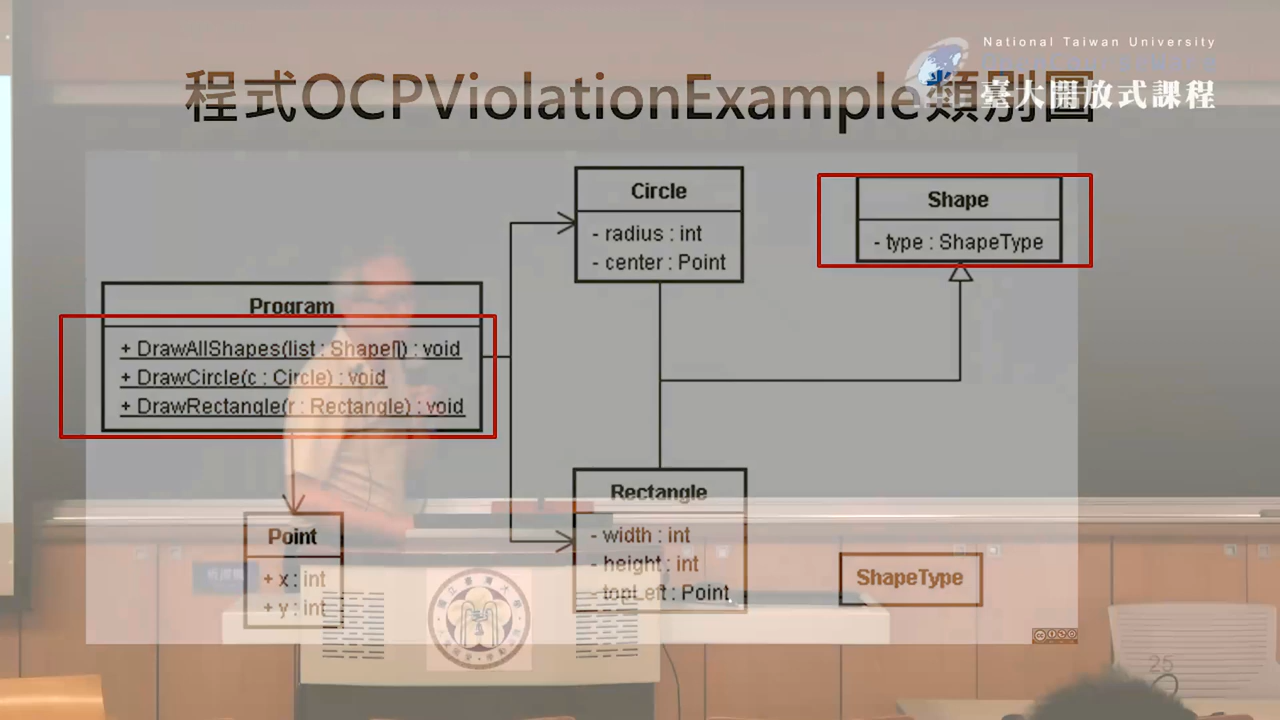 National Taiwan University
OpenCourseWare
臺大開放式課程
程式OCPViolationExample類別圖
Circle
- radius : int
- center : Point
Shape
- type : ShapeType
Program
+ DrawAllShapes(list : Shape[]) : void
+ DrawCircle(c : Circle) : void
+ DrawRectangle(r : Rectangle) : void
Rectangle
- width : int
- height : int
- topLeft : Point
Point
+ x : int
+ y : int
ShapeType
25